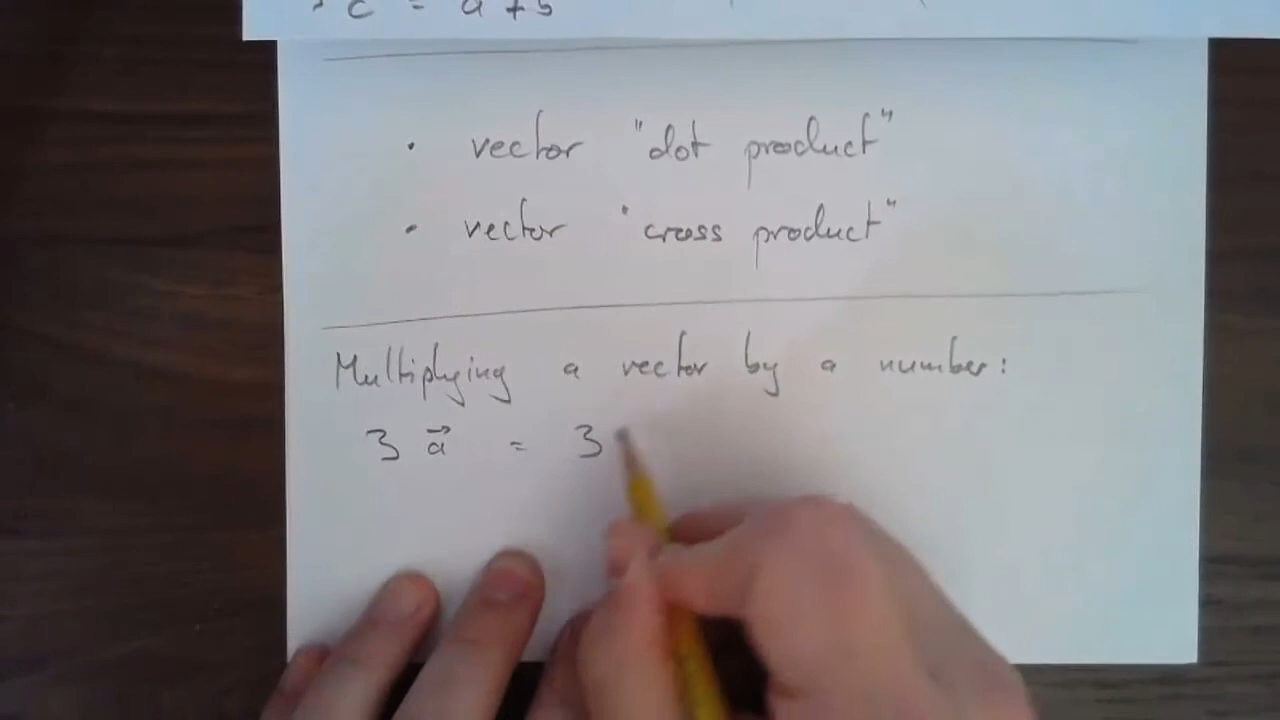 c = a + b
• vector "dot product"
• vector "cross product"
Multiplying a vector by a number:
3 a⃗ = 3